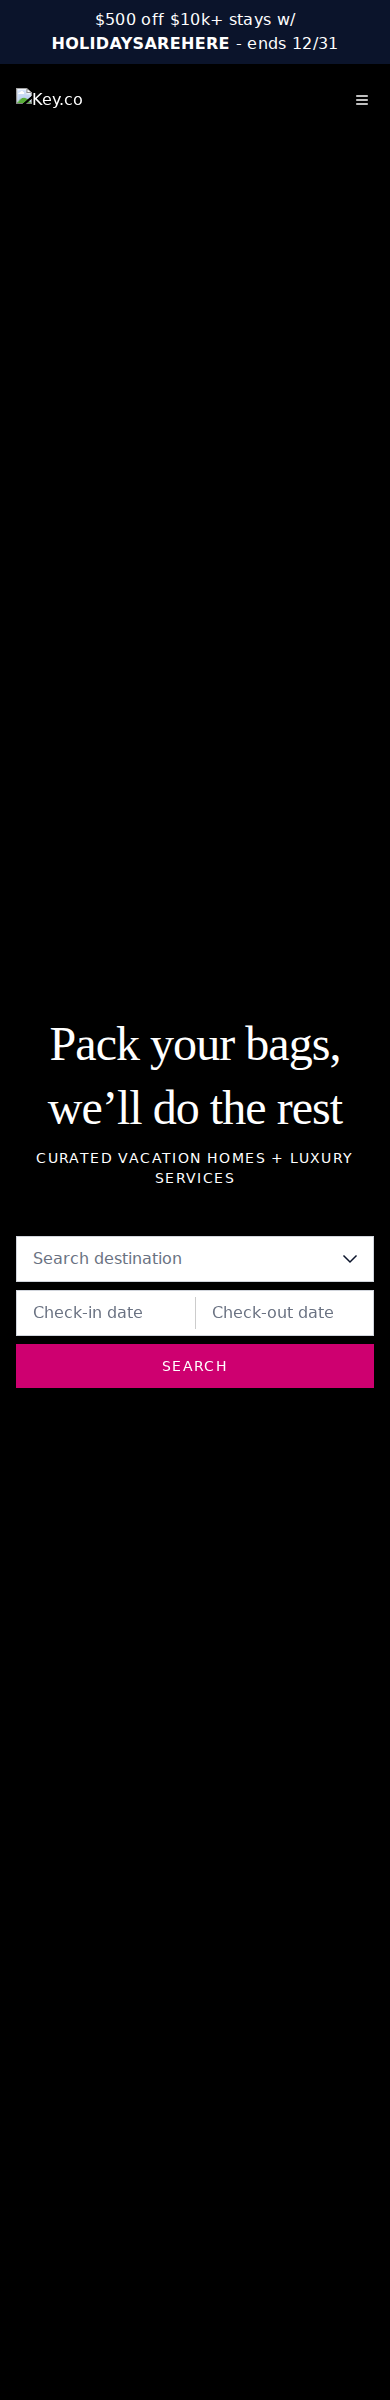 $500 off $10k+ stays w/
HOLIDAYSAREHERE - ends 12/31
Key.co
Pack your bags,
we’ll do the rest
CURATED VACATION HOMES + LUXURY
SERVICES
Search destination
Check-in date
Check-out date
SEARCH